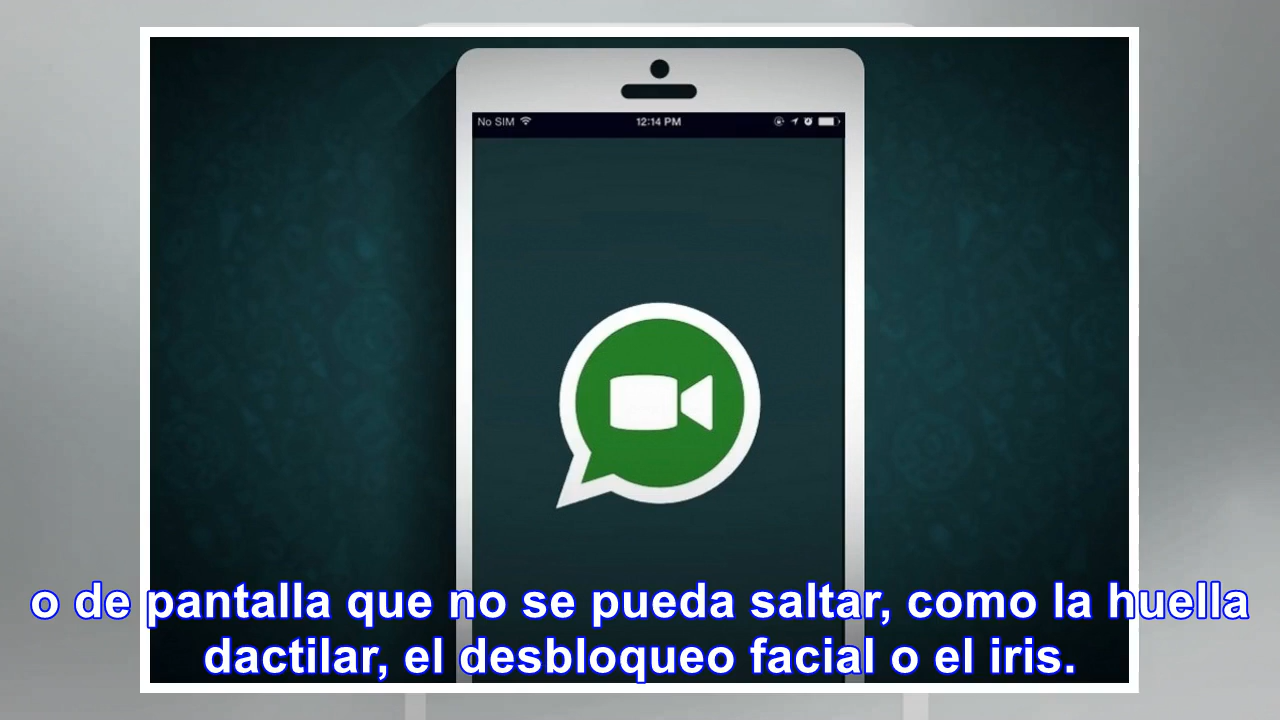 No SIM 12:14 PM
o de pantalla que no se pueda saltar, como la huella
dactilar, el desbloqueo facial o el iris.